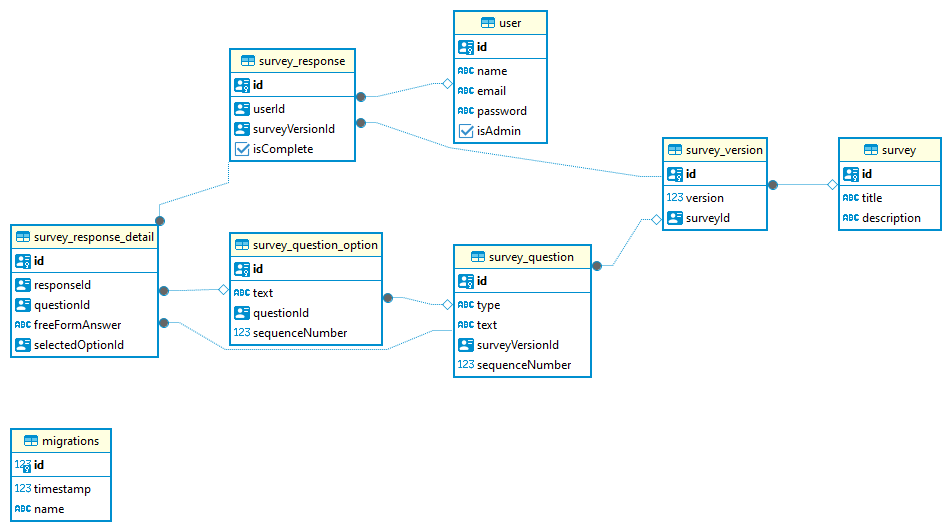 user
id
ABC name
ABC email
ABC password
isAdmin
survey_response
id
userId
surveyVersionId
isComplete
survey_version
id
123 version
surveyId
survey
id
ABC title
ABC description
survey_response_detail
id
responseId
questionId
ABC freeFormAnswer
selectedOptionId
survey_question_option
id
ABC text
questionId
123 sequenceNumber
survey_question
id
ABC type
ABC text
surveyVersionId
123 sequenceNumber
migrations
123 id
123 timestamp
ABC name